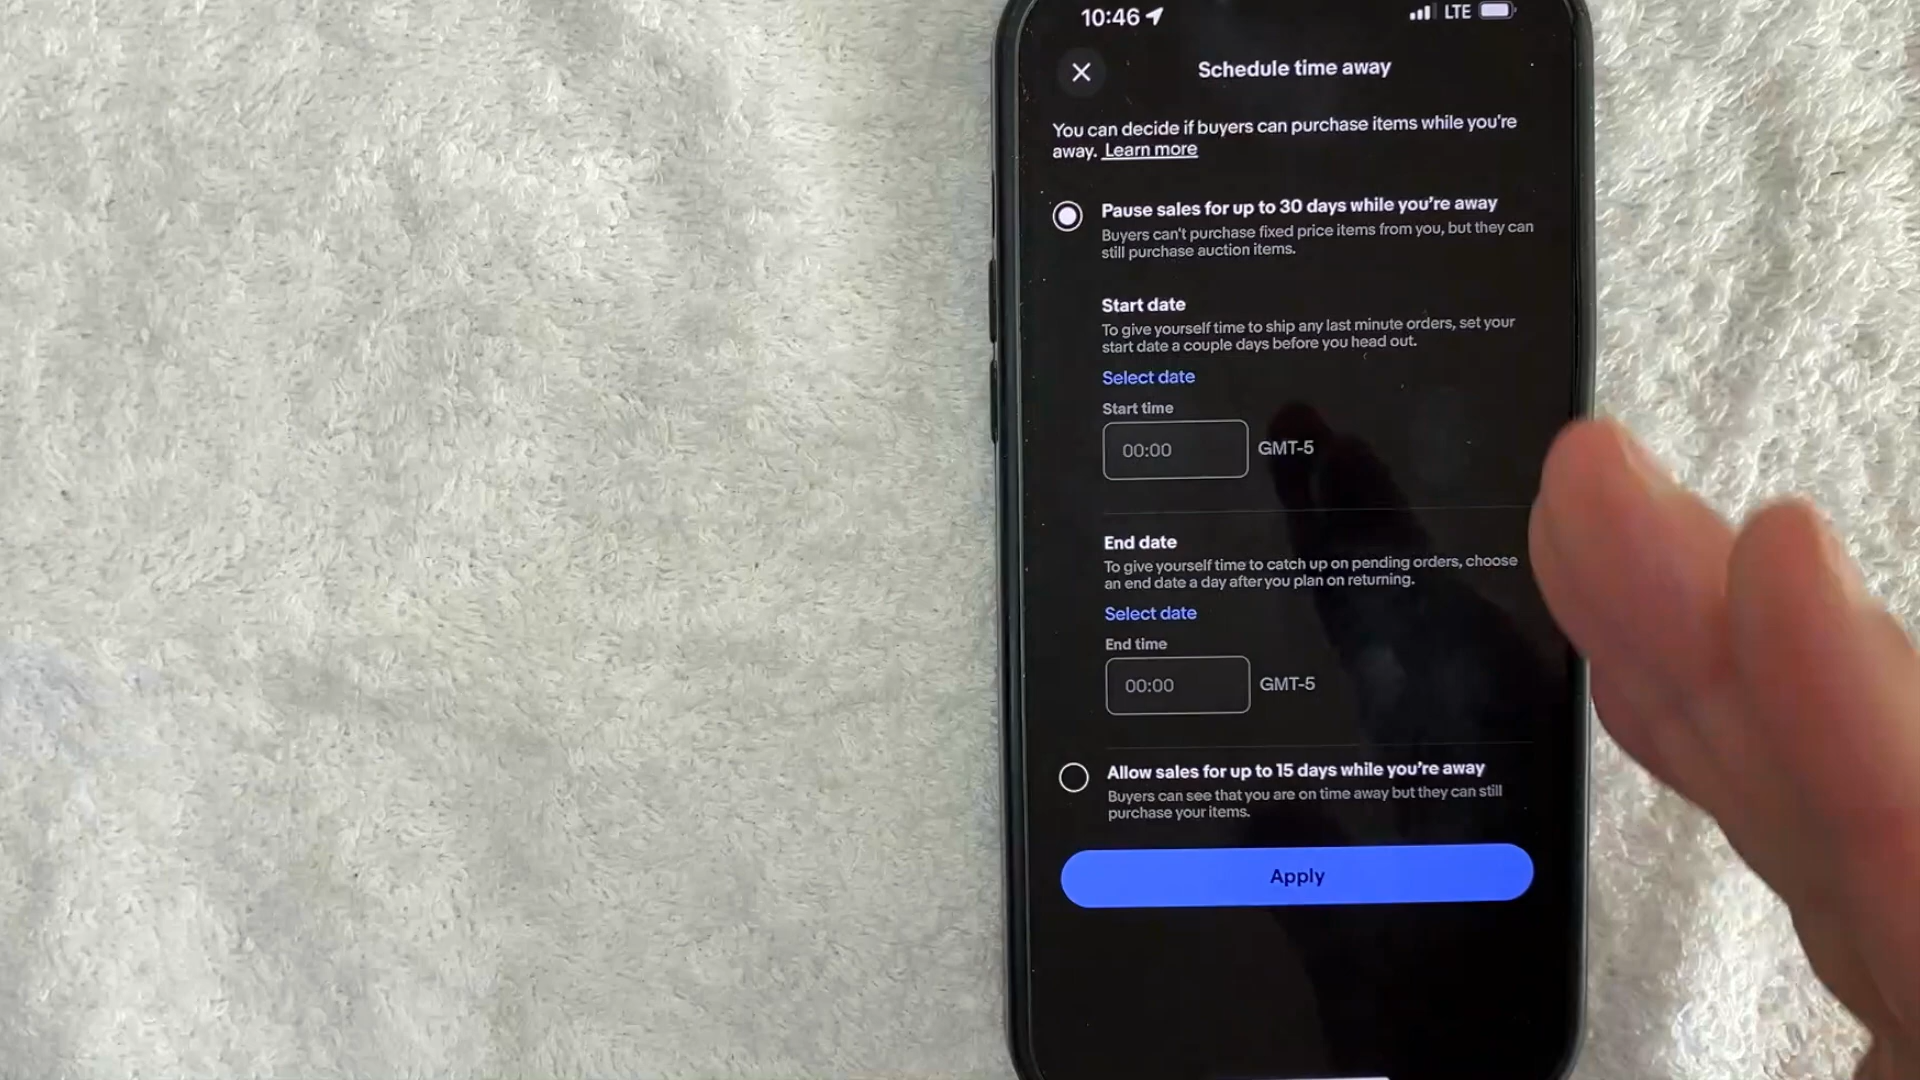 10:46
LTE
Schedule time away
You can decide if buyers can purchase items while you're
away. Learn more
Pause sales for up to 30 days while you're away
Buyers can't purchase fixed price items from you, but they can
still purchase auction items.
Start date
To give yourself time to ship any last minute orders, set your
start date a couple days before you head out.
Select date
Start time
00:00 GMT-5
End date
To give yourself time to catch up on pending orders, choose
an end date a day after you plan on returning.
Select date
End time
00:00 GMT-5
Allow sales for up to 15 days while you're away
Buyers can see that you are on time away but they can still
purchase your items.
Apply